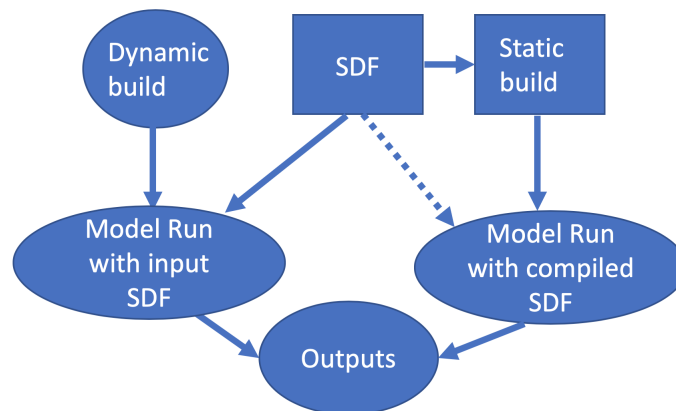 Dynamic
build
SDF
Static
build
Model Run
with input
SDF
Model Run
with compiled
SDF
Outputs